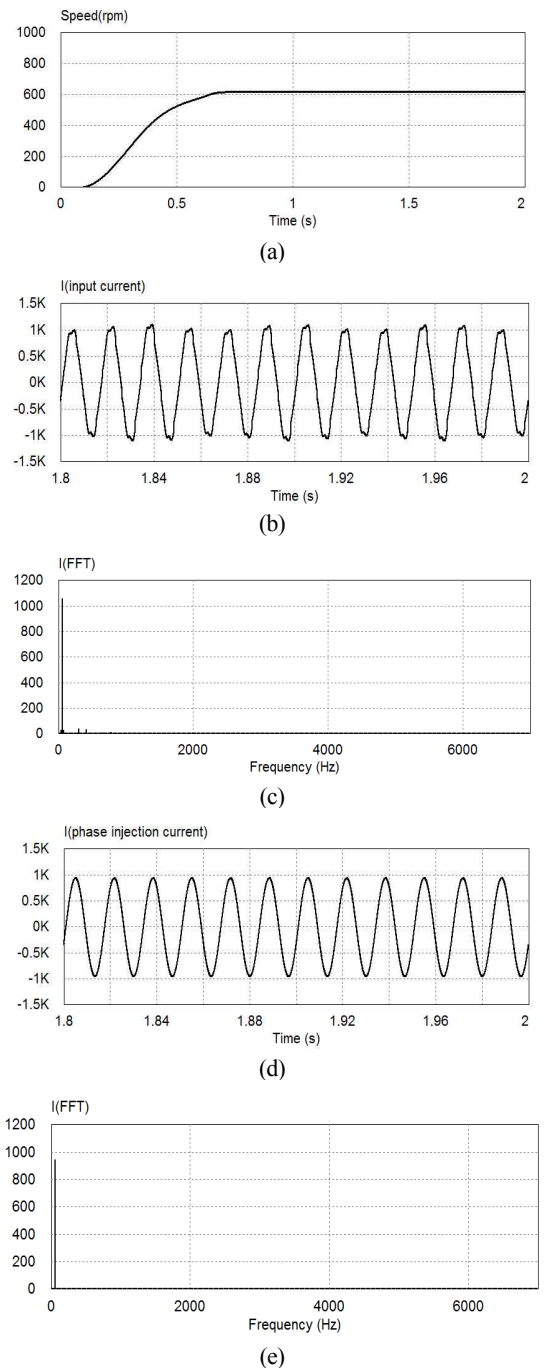 Speed(rpm)
1000
800
600
400
200
0
0 0.5 1 1.5 2
Time (s)
(a)
I(input current)
1.5K
1K
0.5K
0K
-0.5K
-1K
-1.5K
1.8 1.84 1.88 1.92 1.96 2
Time (s)
(b)
I(FFT)
1200
1000
800
600
400
200
0
0 2000 4000 6000
Frequency (Hz)
(c)
I(phase injection current)
1.5K
1K
0.5K
0K
-0.5K
-1K
-1.5K
1.8 1.84 1.88 1.92 1.96 2
Time (s)
(d)
I(FFT)
1200
1000
800
600
400
200
0
0 2000 4000 6000
Frequency (Hz)
(e)